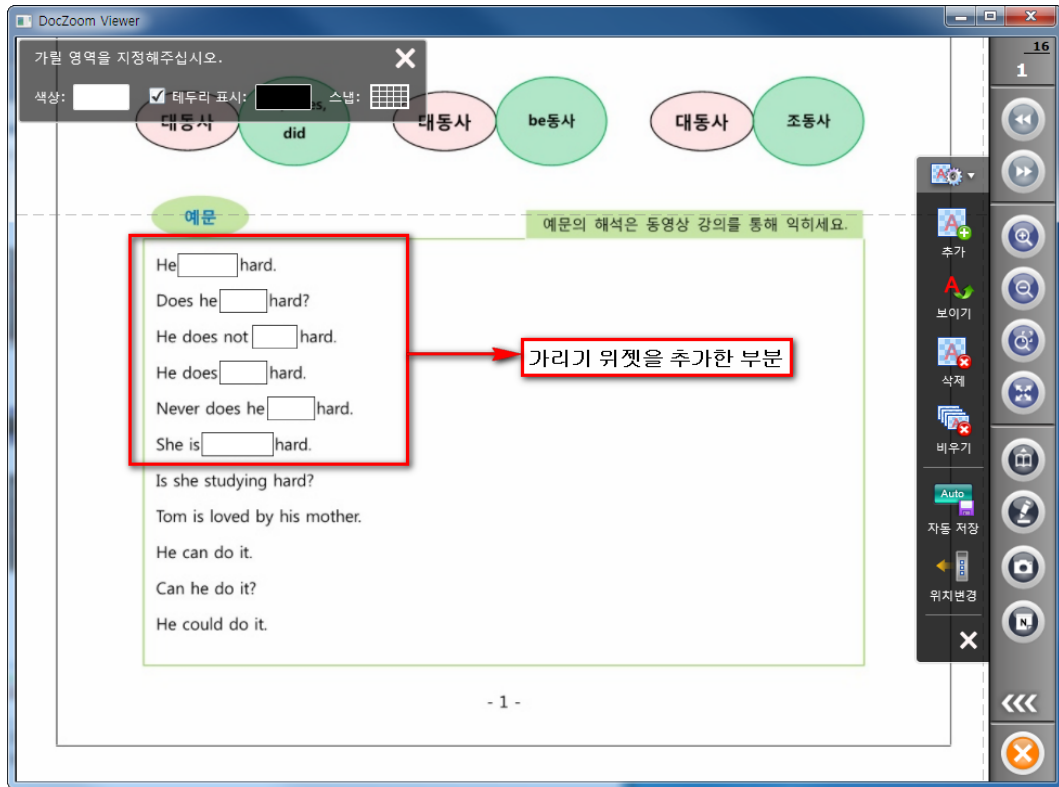 DocZoom Viewer
가릴 영역을 지정해주십시오.
색상: 테두리 표시: 스냅:
16
1
대동사
es,
did
대동사
be동사
대동사
조동사
예문
예문의 해석은 동영상 강의를 통해 익히세요.
He hard.
Does he hard?
He does not hard.
He does hard.
Never does he hard.
She is hard.
가리기 위젯을 추가한 부분
Is she studying hard?
Tom is loved by his mother.
He can do it.
Can he do it?
He could do it.
- 1 -
추가
보이기
삭제
비우기
Auto
자동 저장
위치변경